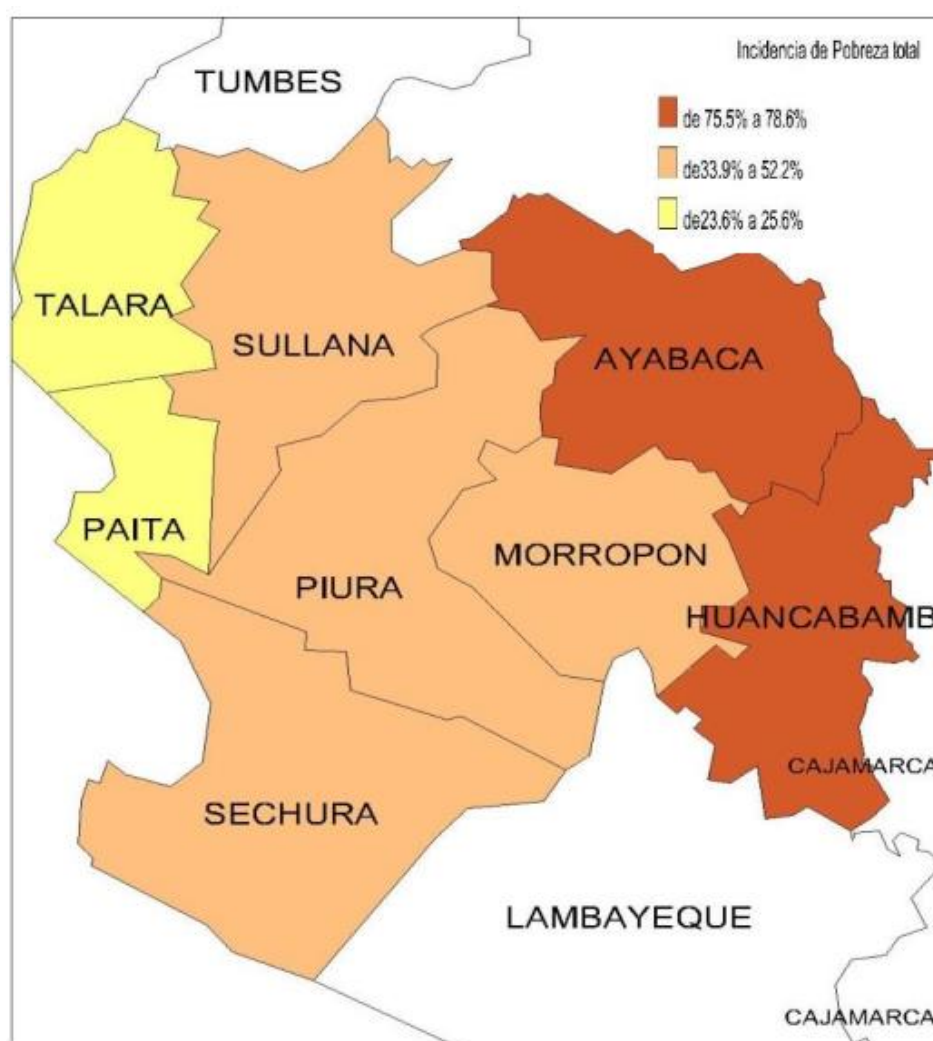 Incidencia de Pobreza total
TUMBES
de 75.5% a 78.6%
de33.9% a 52.2%
de23.6% a 25.6%
TALARA
SULLANA
AYABACA
PAITA
MORROPON
PIURA
HUANCABAMB
CAJAMARCA
SECHURA
LAMBAYEQUE
CAJAMARCA